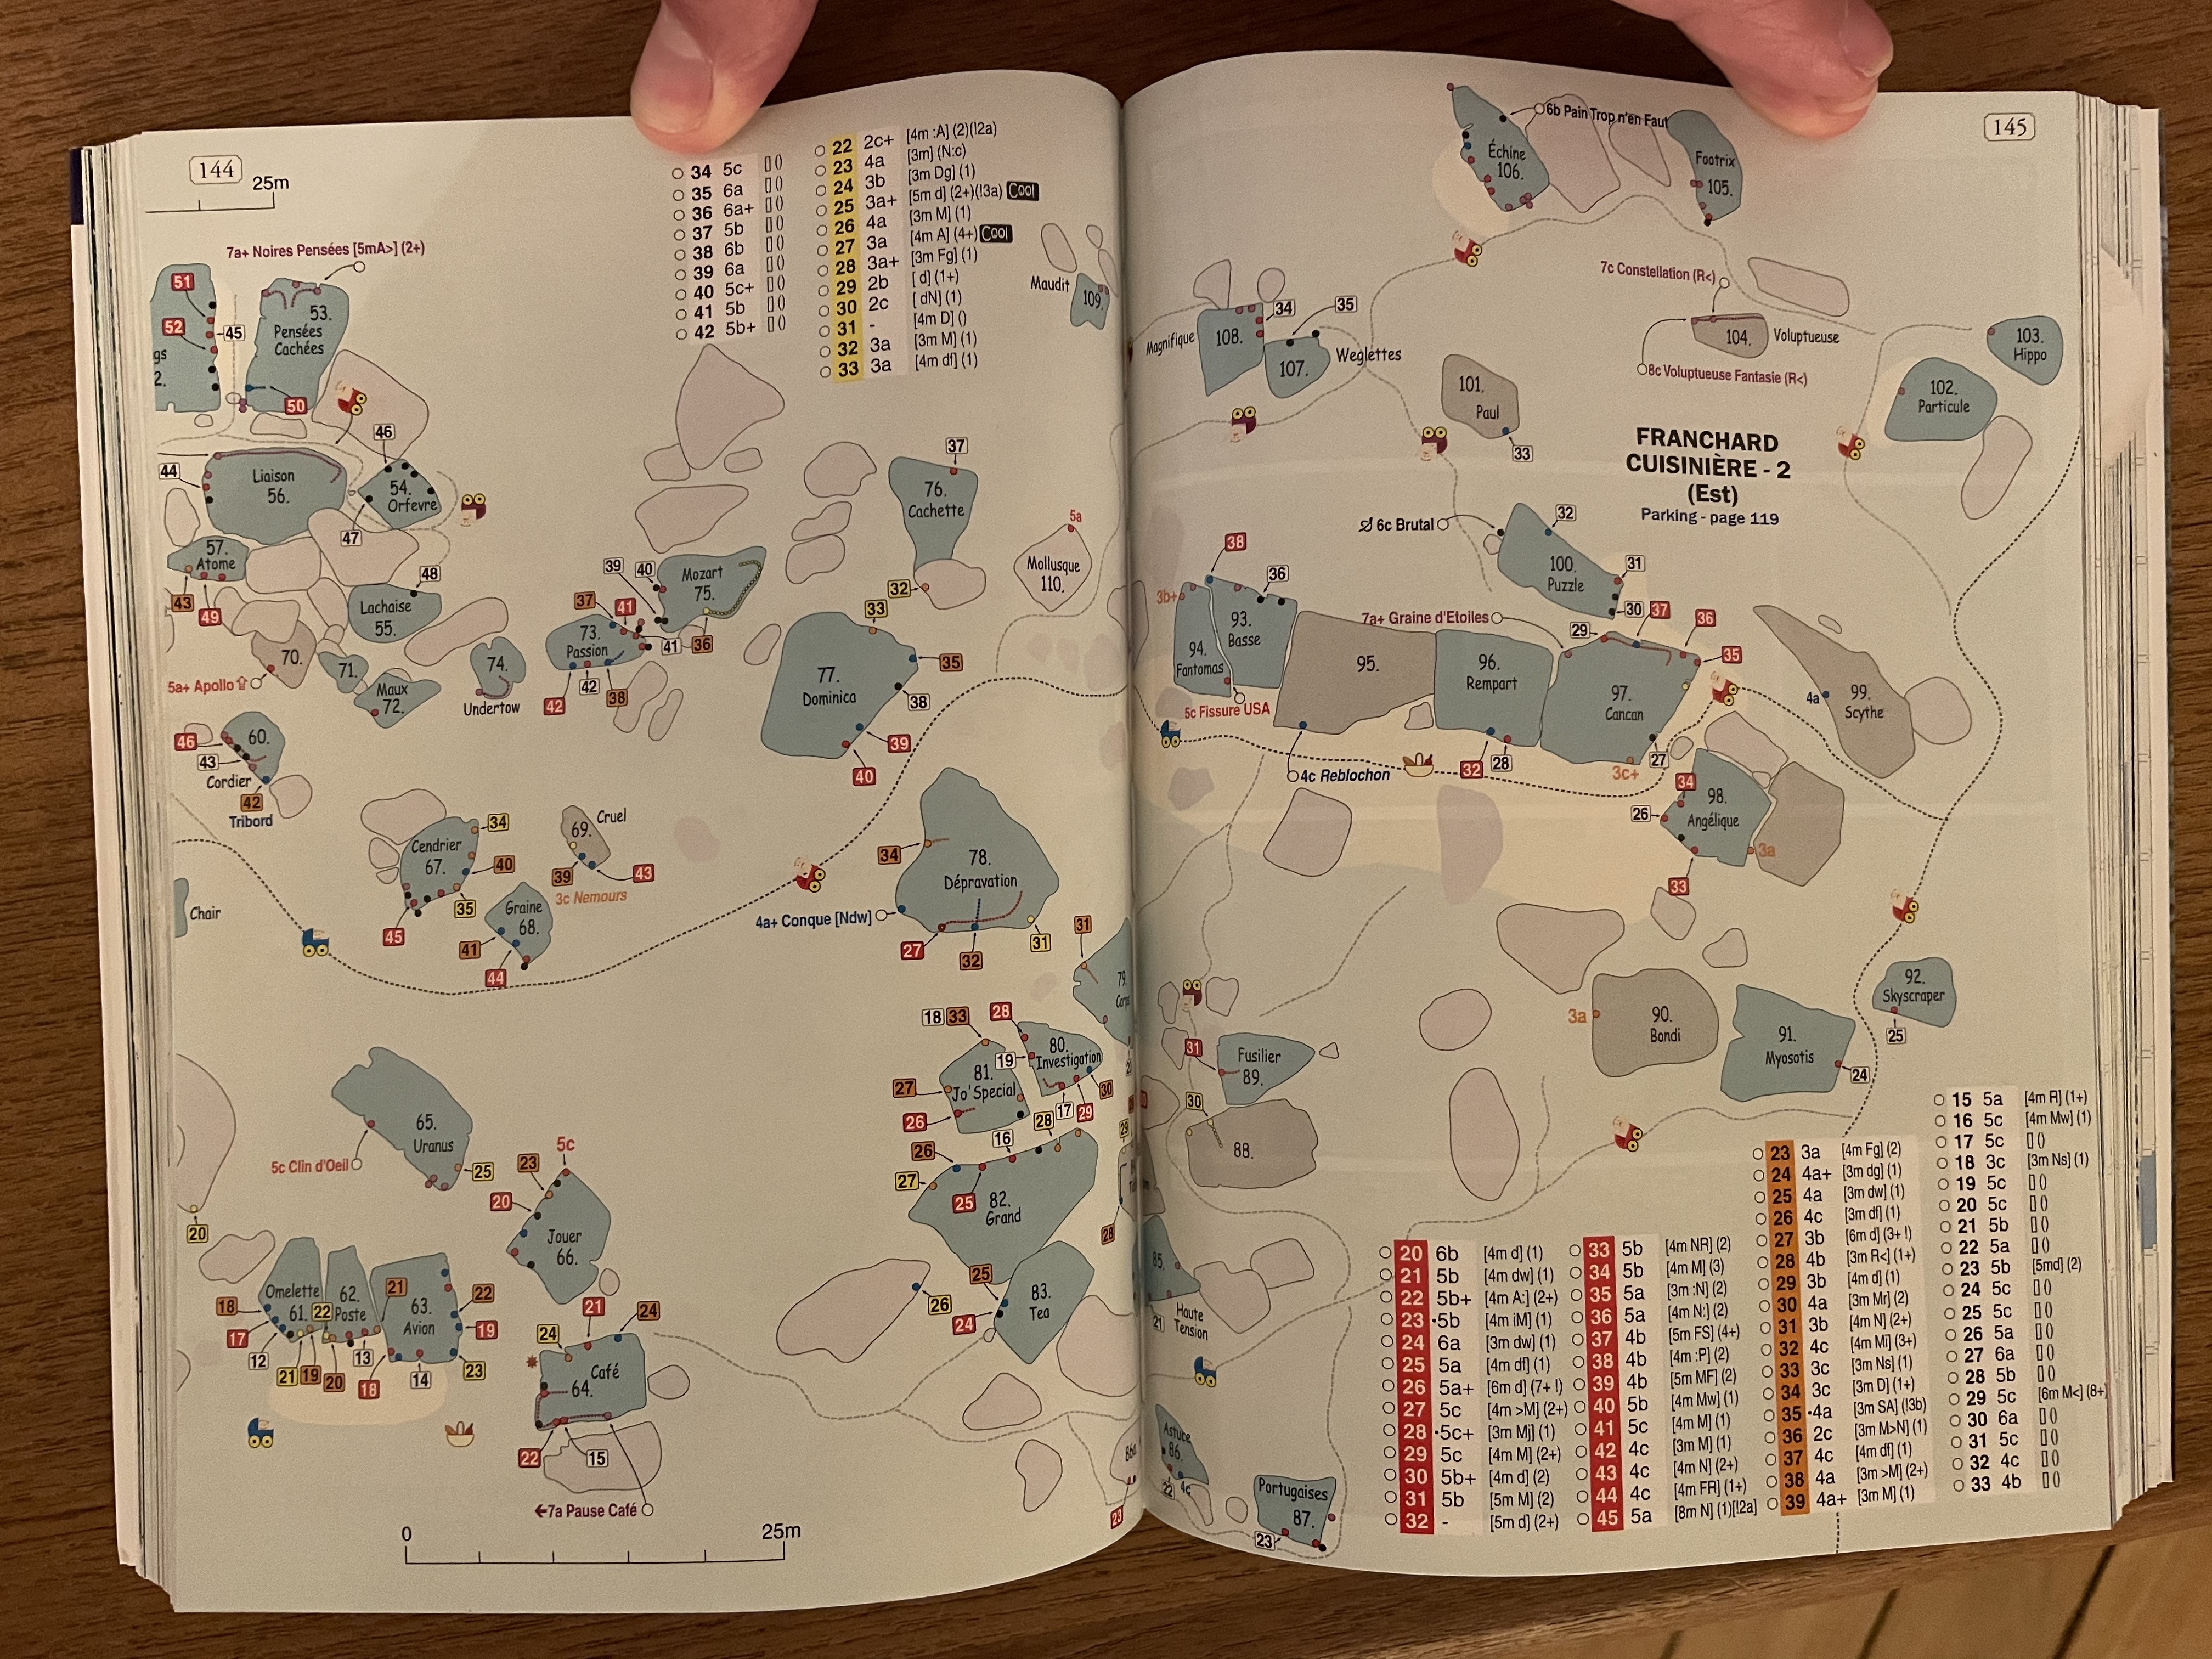 144
25m
34 5c [] ()
35 6a [] ()
36 6a+ [] ()
37 5b [] ()
38 6b [] ()
39 6a [] ()
40 5c+ [] ()
41 5b [] ()
42 5b+ [] ()
22 2c+ [4m :A] (2)(!2a)
23 4a [3m] (N:c)
24 3b [3m Dg] (1)
25 3a+ [5m d] (2+)(!3a) Cool
26 4a [3m M] (1)
27 3a [4m A] (4+) Cool
28 3a+ [3m Fg] (1)
29 2b [ d] (1+)
30 2c [ dN] (1)
31 - [4m D] ()
32 3a [3m M] (1)
33 3a [4m df] (1)
7a+ Noires Pensées [5mA>] (2+)
51
52
45
gs
2.
53.
Pensées
Cachées
50
46
44
Liaison
56.
54.
Orfevre
47
57.
Atome
43
49
48
Lachaise
55.
70.
5a+ Apollo
71.
Maux
72.
74.
Undertow
39
40
Mozart
75.
37
41
73.
Passion
41
36
42
42
38
76.
Cachette
37
32
33
Maudit
109.
5a
Mollusque
110.
77.
Dominica
35
38
39
40
46
60.
43
Cordier
42
Tribord
Cendrier
67.
34
40
35
45
69.
Cruel
39
43
3c Nemours
Graine
68.
41
44
Chair
34
78.
Dépravation
4a+ Conque [Ndw]
27
32
31
31
79.
18 33
28
19
80.
Investigation
81.
Jo'Special
27
26
17
29
30
28
16
26
27
25
82.
Grand
29
28
65.
Uranus
5c Clin d'Oeil
25
20
5c
23
20
Jouer
66.
Omelette
61.
62.
Poste
63.
Avion
18
17
12
21
19
22
20
13
21
18
14
22
19
23
24
21
24
Café
64.
22
15
←7a Pause Café
25
26
24
83.
Tea
86a
23
0
25m
145
6b Pain Trop n'en Faut
Échine
106.
Footrix
105.
7c Constellation (R<)
104.
Voluptueuse
8c Voluptueuse Fantasie (R<)
103.
Hippo
102.
Particule
Magnifique
108.
34
35
107.
Weglettes
101.
Paul
33
FRANCHARD
CUISINIÈRE - 2
(Est)
Parking - page 119
6c Brutal
32
100.
Puzzle
31
30
38
3b+
36
93.
Basse
94.
Fantomas
5c Fissure USA
95.
4c Reblochon
7a+ Graine d'Etoiles
96.
Rempart
32
28
29
37
36
35
97.
Cancan
27
3c+
99.
Scythe
4a
34
26
98.
Angélique
3a
33
3a
90.
Bondi
91.
Myosotis
24
92.
Skyscraper
25
31
Fusilier
89.
30
88.
85.
21
Haute
Tension
Astuce
86.
22
4c
Portugaises
87.
23
20 6b [4m d] (1)
21 5b [4m dw] (1)
22 5b+ [4m A:] (2+)
23 ·5b [4m iM] (1)
24 6a [3m dw] (1)
25 5a [4m df] (1)
26 5a+ [6m d] (7+ !)
27 5c [4m >M] (2+)
28 ·5c+ [3m Mj] (1)
29 5c [4m M] (2+)
30 5b+ [4m d] (2)
31 5b [5m M] (2)
32 - [5m d] (2+)
33 5b [4m NR] (2)
34 5b [4m M] (3)
35 5a [3m :N] (2)
36 5a [4m N:] (2)
37 4b [5m FS] (4+)
38 4b [4m :P] (2)
39 4b [5m MF] (2)
40 5b [4m Mw] (1)
41 5c [4m M] (1)
42 4c [3m M] (1)
43 4c [4m N] (2+)
44 4c [4m FR] (1+)
45 5a [8m N] (1)[!2a]
23 3a [4m Fg] (2)
24 4a+ [3m dg] (1)
25 4a [3m dw] (1)
26 4c [3m df] (1)
27 3b [6m d] (3+ !)
28 4b [3m R<] (1+)
29 3b [4m d] (1)
30 4a [3m Mr] (2)
31 3b [4m N] (2+)
32 4c [4m Mi] (3+)
33 3c [3m Ns] (1)
34 3c [3m D] (1+)
35 ·4a [3m SA] (!3b)
36 2c [3m M>N] (1)
37 4c [4m df] (1)
38 4a [3m >M] (2+)
39 4a+ [3m M] (1)
15 5a [4m R] (1+)
16 5c [4m Mw] (1)
17 5c [] ()
18 3c [3m Ns] (1)
19 5c [] ()
20 5c [] ()
21 5b [] ()
22 5a [] ()
23 5b [5md] (2)
24 5c [] ()
25 5c [] ()
26 5a [] ()
27 6a [] ()
28 5b [] ()
29 5c [6m M<] (8+)
30 6a [] ()
31 5c [] ()
32 4c [] ()
33 4b [] ()